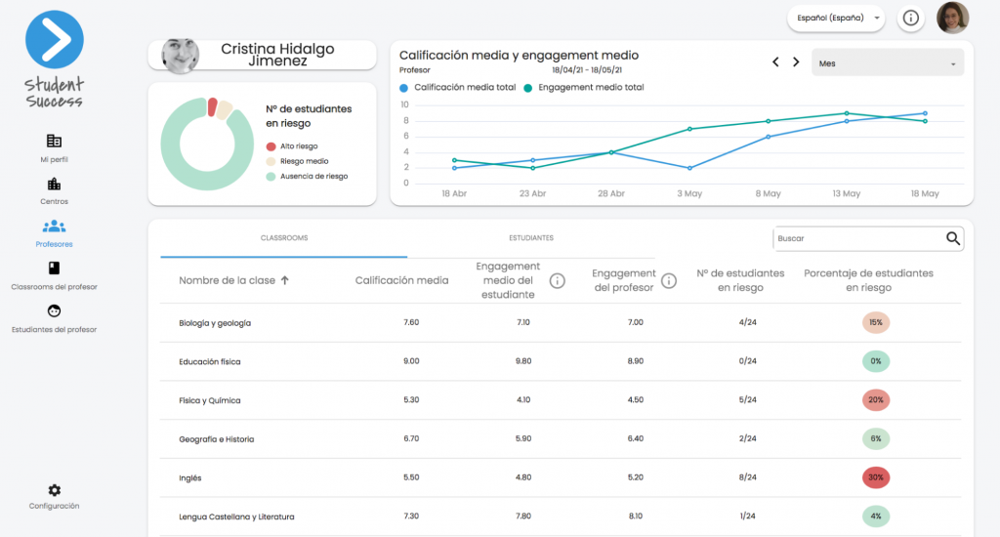 Student
Success
Mi perfil
Centros
Profesores
Classrooms del profesor
Estudiantes del profesor
Configuración
Español (España)
Cristina Hidalgo
Jimenez
Nº de estudiantes
en riesgo
Alto riesgo
Riesgo medio
Ausencia de riesgo
Calificación media y engagement medio
Profesor 18/04/21 - 18/05/21
Mes
Calificación media total Engagement medio total
10
8
6
4
2
0
18 Abr 23 Abr 28 Abr 3 May 8 May 13 May 18 May
CLASSROOMS ESTUDIANTES
Buscar
Nombre de la clase
Calificación media
Engagement
medio del
estudiante
Engagement
del profesor
Nº de estudiantes
en riesgo
Porcentaje de estudiantes
en riesgo
Biología y geología 7.60 7.10 7.00 4/24 15%
Educación física 9.00 9.80 8.90 0/24 0%
Física y Química 5.30 4.10 4.50 5/24 20%
Geografía e Historia 6.70 5.90 6.40 2/24 6%
Inglés 5.50 4.80 5.20 8/24 30%
Lengua Castellana y Literatura 7.30 7.80 8.10 1/24 4%